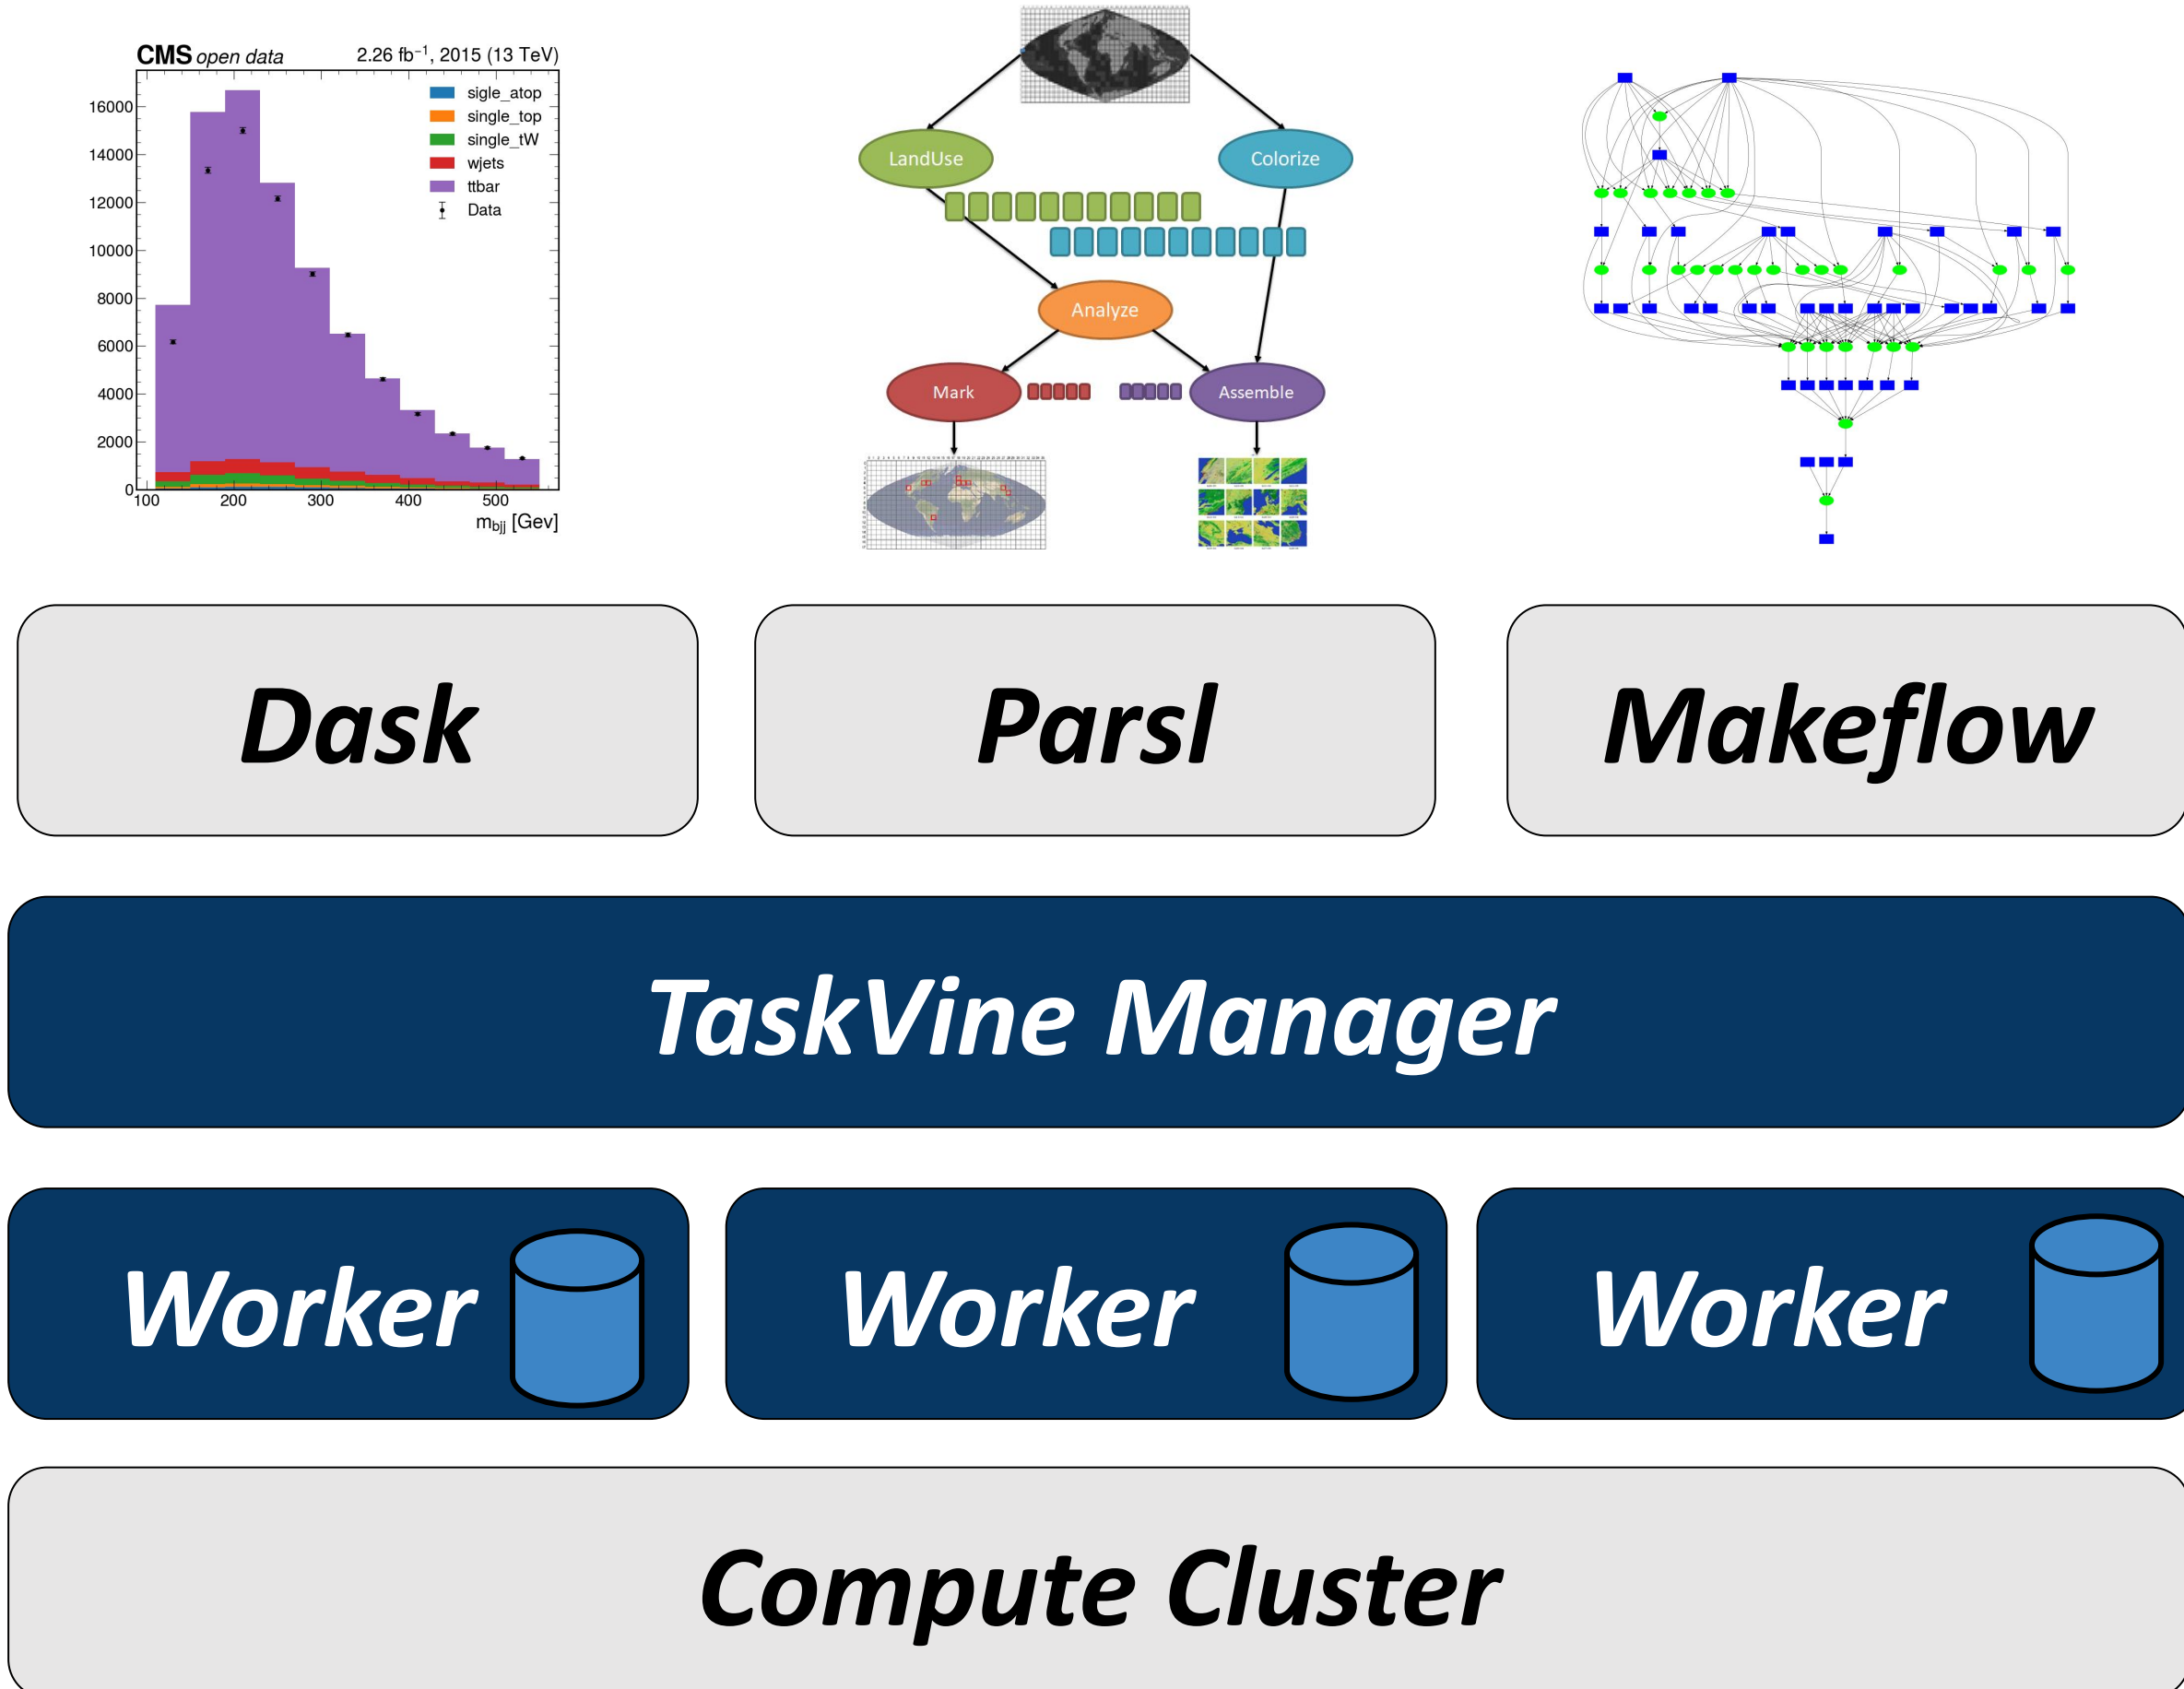 CMS open data 2.26 fb⁻¹, 2015 (13 TeV)
16000
14000
12000
10000
8000
6000
4000
2000
0
sigle_atop
single_top
single_tW
wjets
ttbar
Data
100 200 300 400 500
m_bjj [Gev]
LandUse
Colorize
Analyze
Mark
Assemble
Dask
Parsl
Makeflow
TaskVine Manager
Worker
Worker
Worker
Compute Cluster